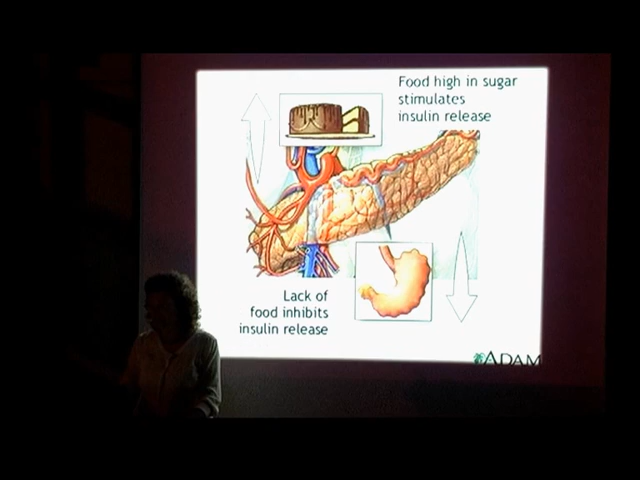 Food high in sugar
stimulates
insulin release
Lack of
food inhibits
insulin release
ADAM